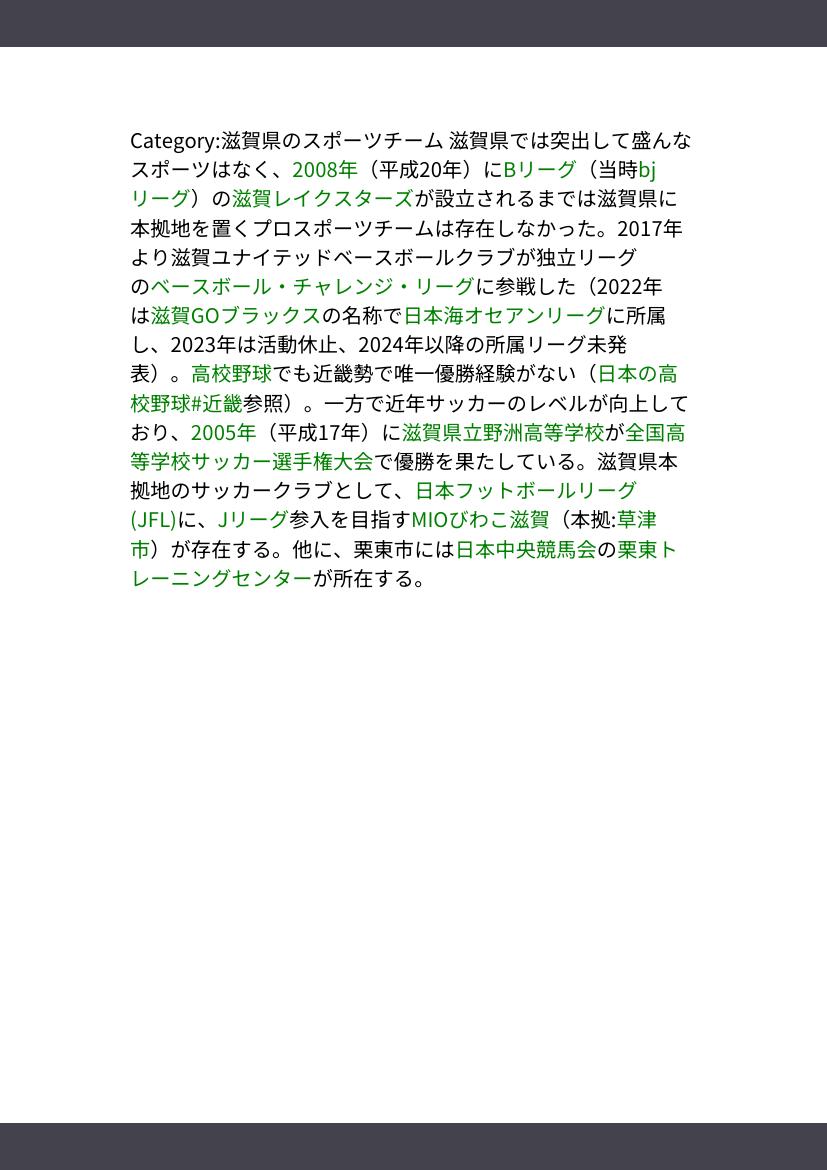 Category:滋賀県のスポーツチーム 滋賀県では突出して盛んな
スポーツはなく、2008年（平成20年）にBリーグ（当時bj
リーグ）の滋賀レイクスターズが設立されるまでは滋賀県に
本拠地を置くプロスポーツチームは存在しなかった。2017年
より滋賀ユナイテッドベースボールクラブが独立リーグ
のベースボール・チャレンジ・リーグに参戦した（2022年
は滋賀GOブラックスの名称で日本海オセアンリーグに所属
し、2023年は活動休止、2024年以降の所属リーグ未発
表）。高校野球でも近畿勢で唯一優勝経験がない（日本の高
校野球#近畿参照）。一方で近年サッカーのレベルが向上して
おり、2005年（平成17年）に滋賀県立野洲高等学校が全国高
等学校サッカー選手権大会で優勝を果たしている。滋賀県本
拠地のサッカークラブとして、日本フットボールリーグ
(JFL)に、Jリーグ参入を目指すMIOびわこ滋賀（本拠:草津
市）が存在する。他に、栗東市には日本中央競馬会の栗東ト
レーニングセンターが所在する。